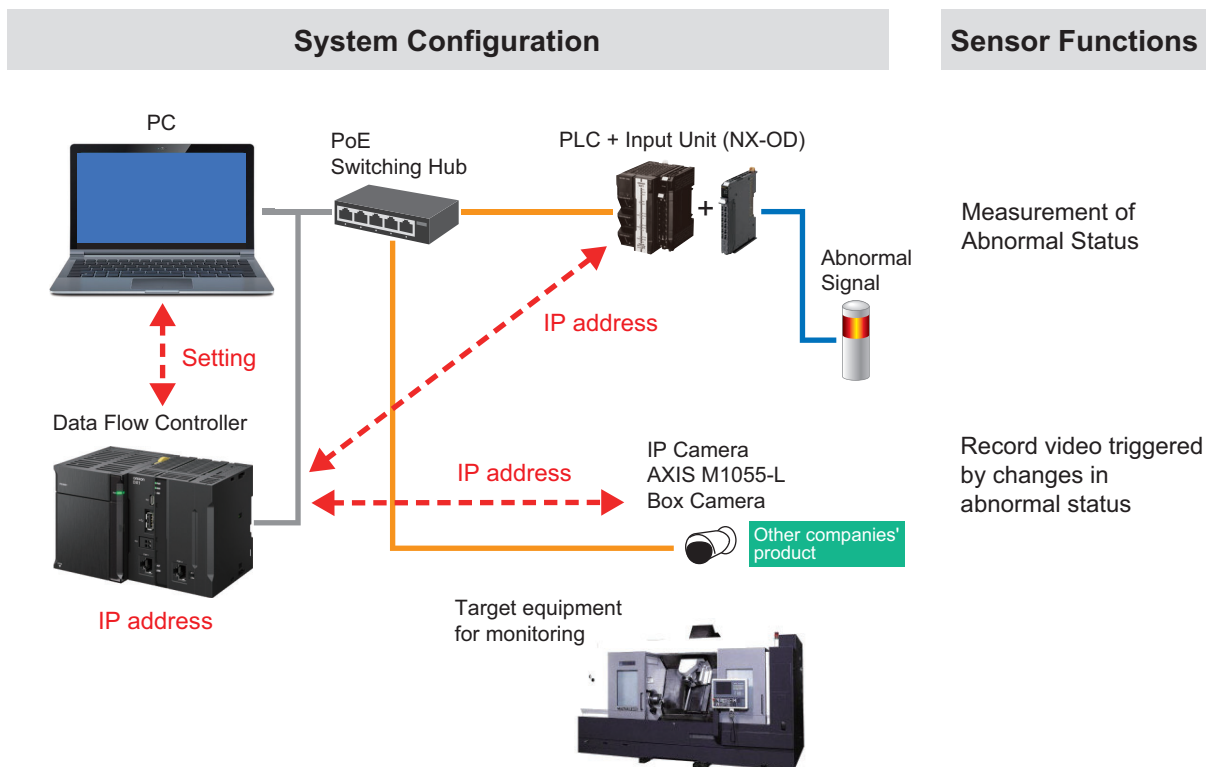 System Configuration
Sensor Functions
PC
PoE
Switching Hub
PLC + Input Unit (NX-OD)
+
Measurement of
Abnormal Status
Abnormal
Signal
IP address
Setting
Data Flow Controller
IP address
IP Camera
AXIS M1055-L
Box Camera
Record video triggered
by changes in
abnormal status
Other companies'
product
IP address
Target equipment
for monitoring